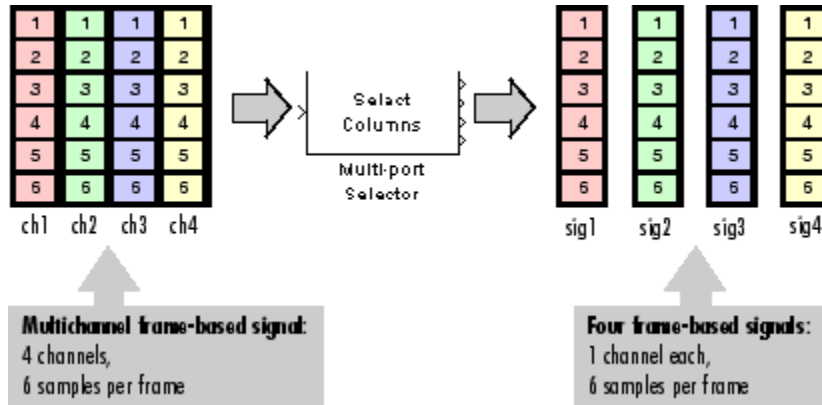 1 1 1 1
2 2 2 2
3 3 3 3
4 4 4 4
5 5 5 5
6 6 6 6
ch1 ch2 ch3 ch4
Select
Columns
Multi-port
Selector
1 1 1 1
2 2 2 2
3 3 3 3
4 4 4 4
5 5 5 5
6 6 6 6
sig1 sig2 sig3 sig4
Multichannel frame-based signal:
4 channels,
6 samples per frame
Four frame-based signals:
1 channel each,
6 samples per frame